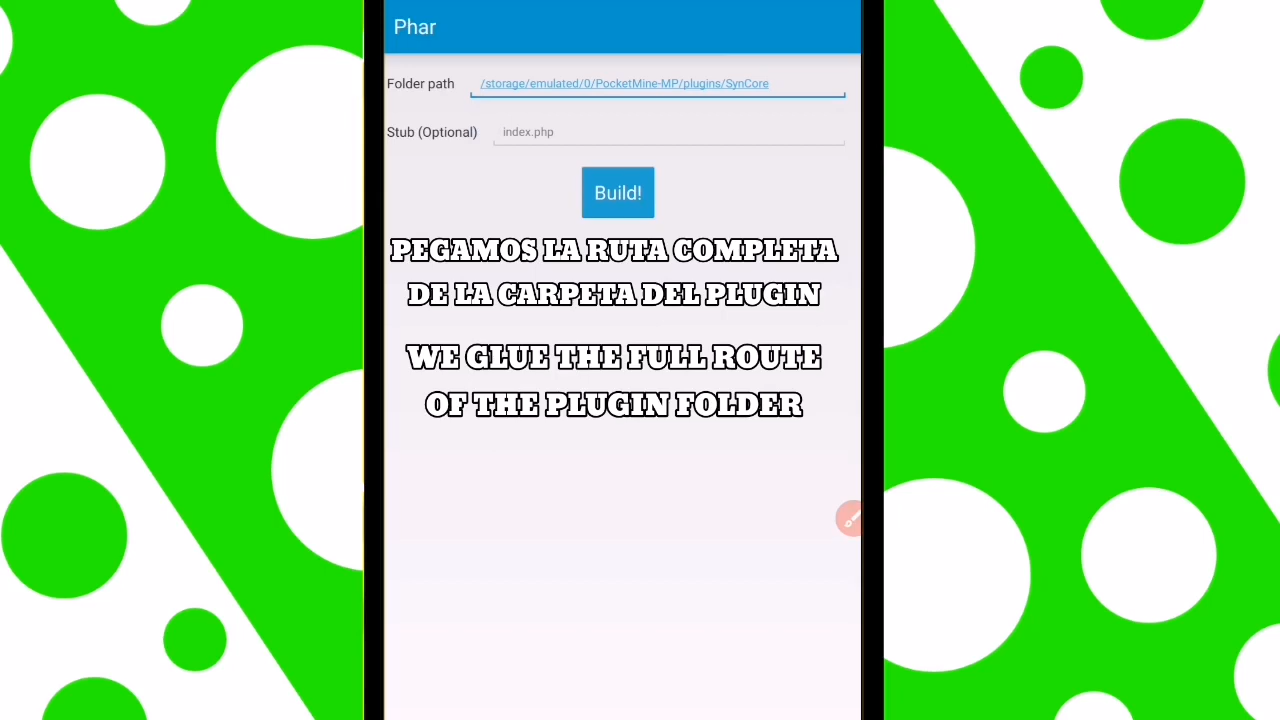 Phar
Folder path /storage/emulated/0/PocketMine-MP/plugins/SynCore
Stub (Optional) index.php
Build!
PEGAMOS LA RUTA COMPLETA
DE LA CARPETA DEL PLUGIN
WE GLUE THE FULL ROUTE
OF THE PLUGIN FOLDER